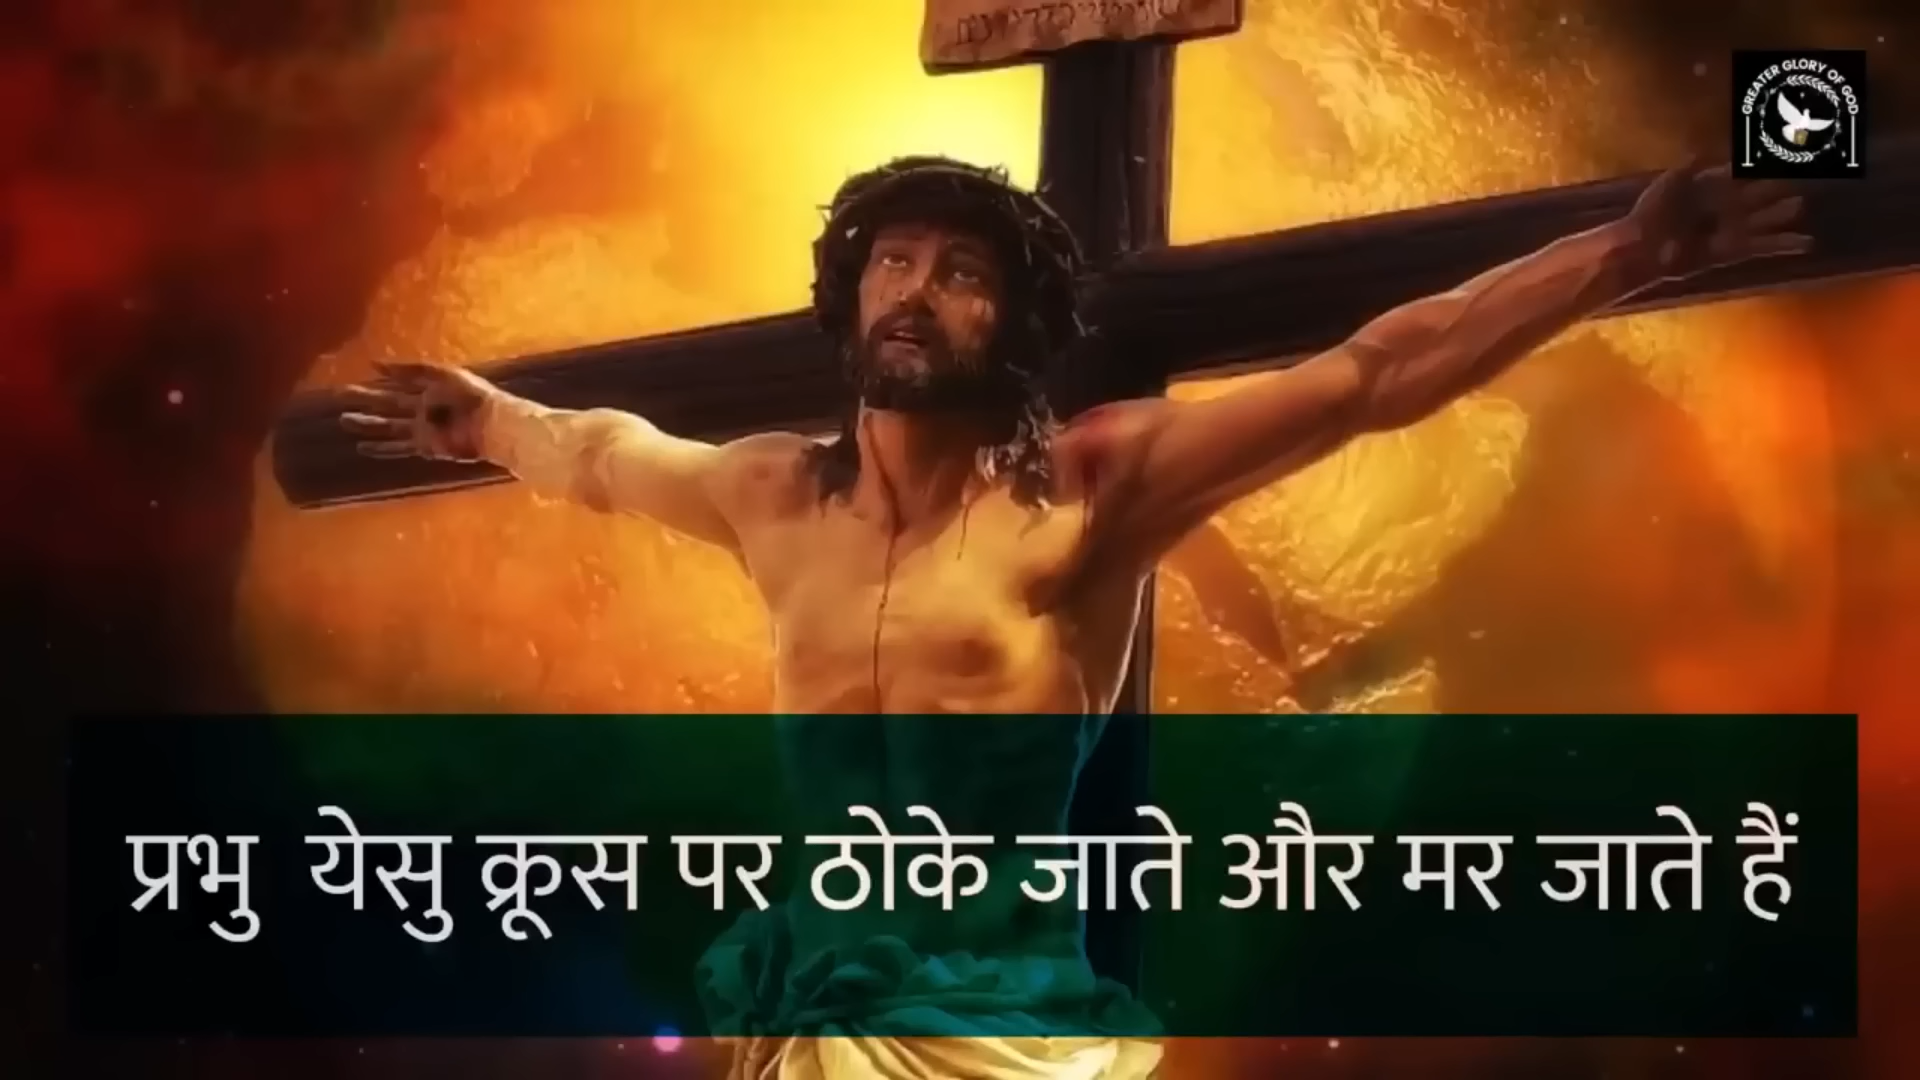 GREATER GLORY OF GOD
प्रभु येसु क्रूस पर ठोके जाते और मर जाते हैं